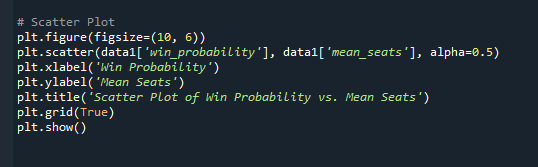 # Scatter Plot
plt.figure(figsize=(10, 6))
plt.scatter(data1['win_probability'], data1['mean_seats'], alpha=0.5)
plt.xlabel('Win Probability')
plt.ylabel('Mean Seats')
plt.title('Scatter Plot of Win Probability vs. Mean Seats')
plt.grid(True)
plt.show()